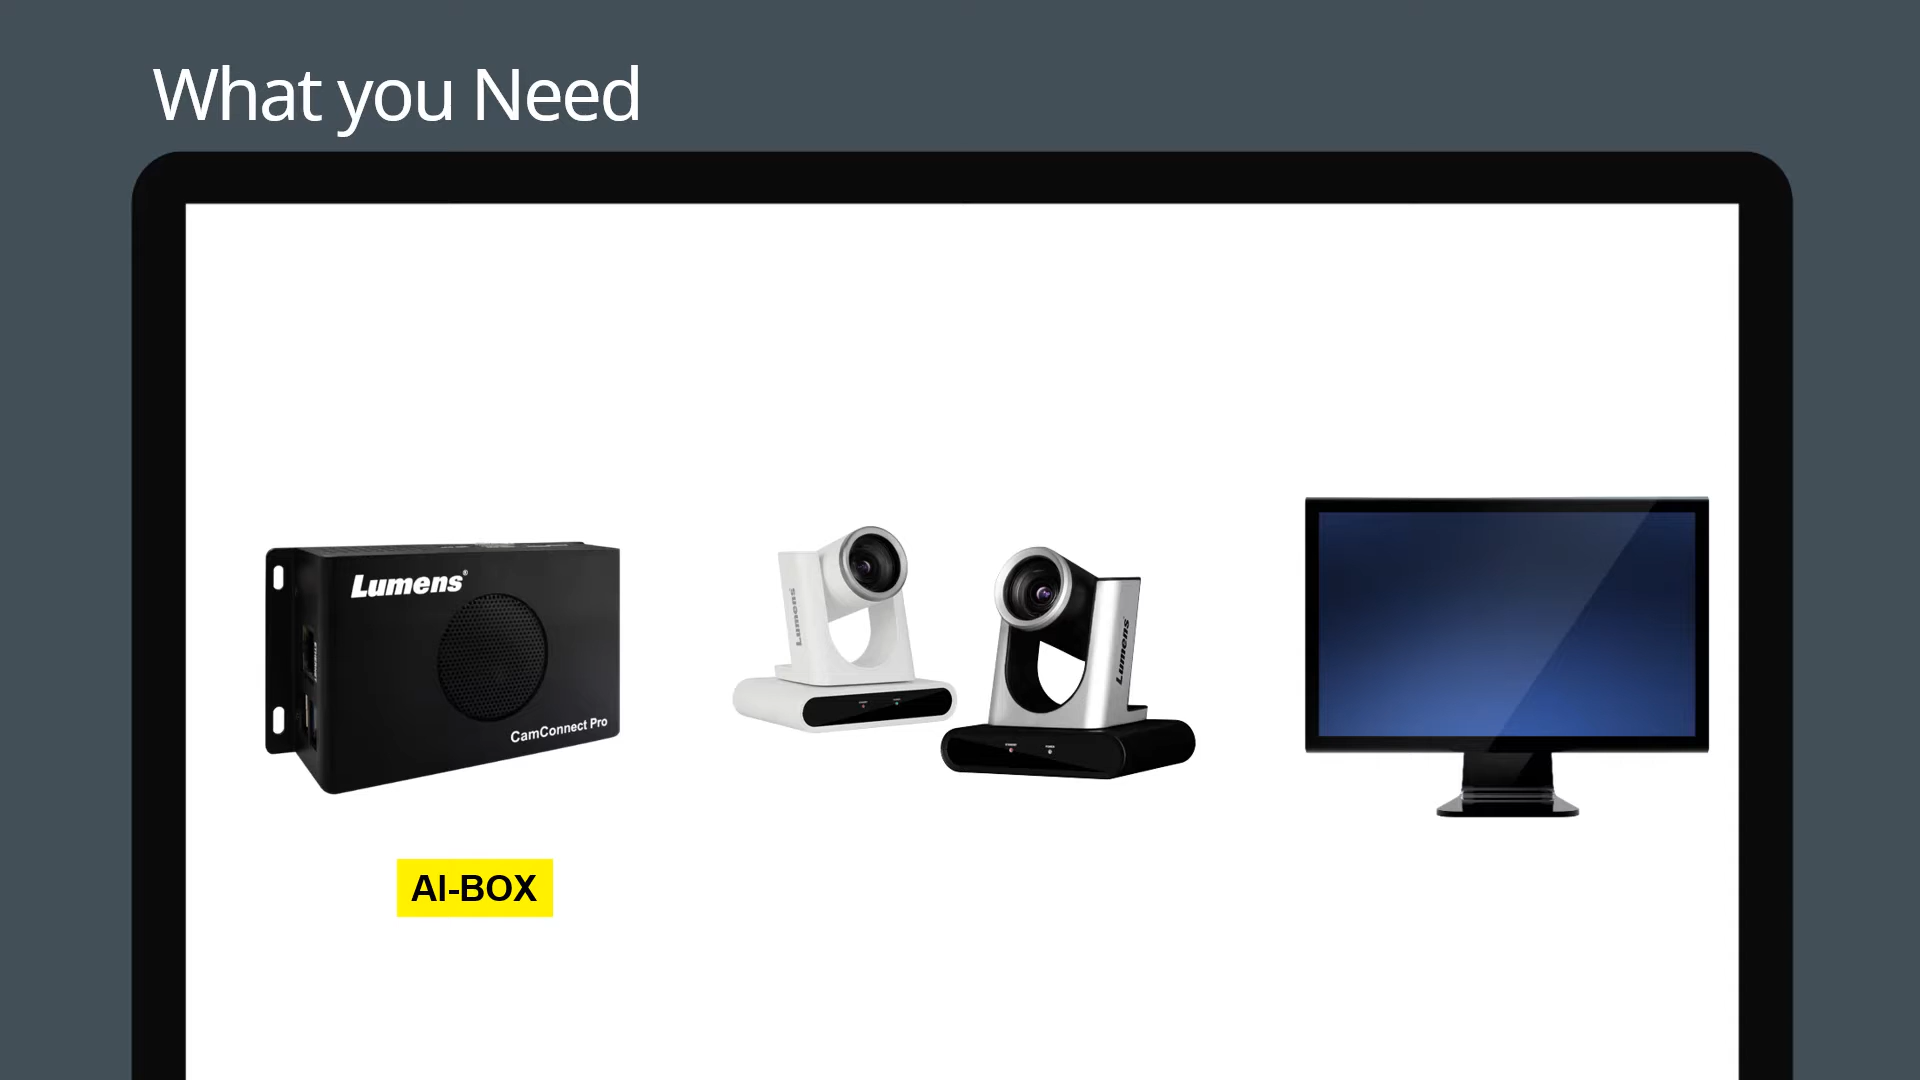 What you Need
Lumens®
CamConnect Pro
Lumens
Lumens
AI-BOX